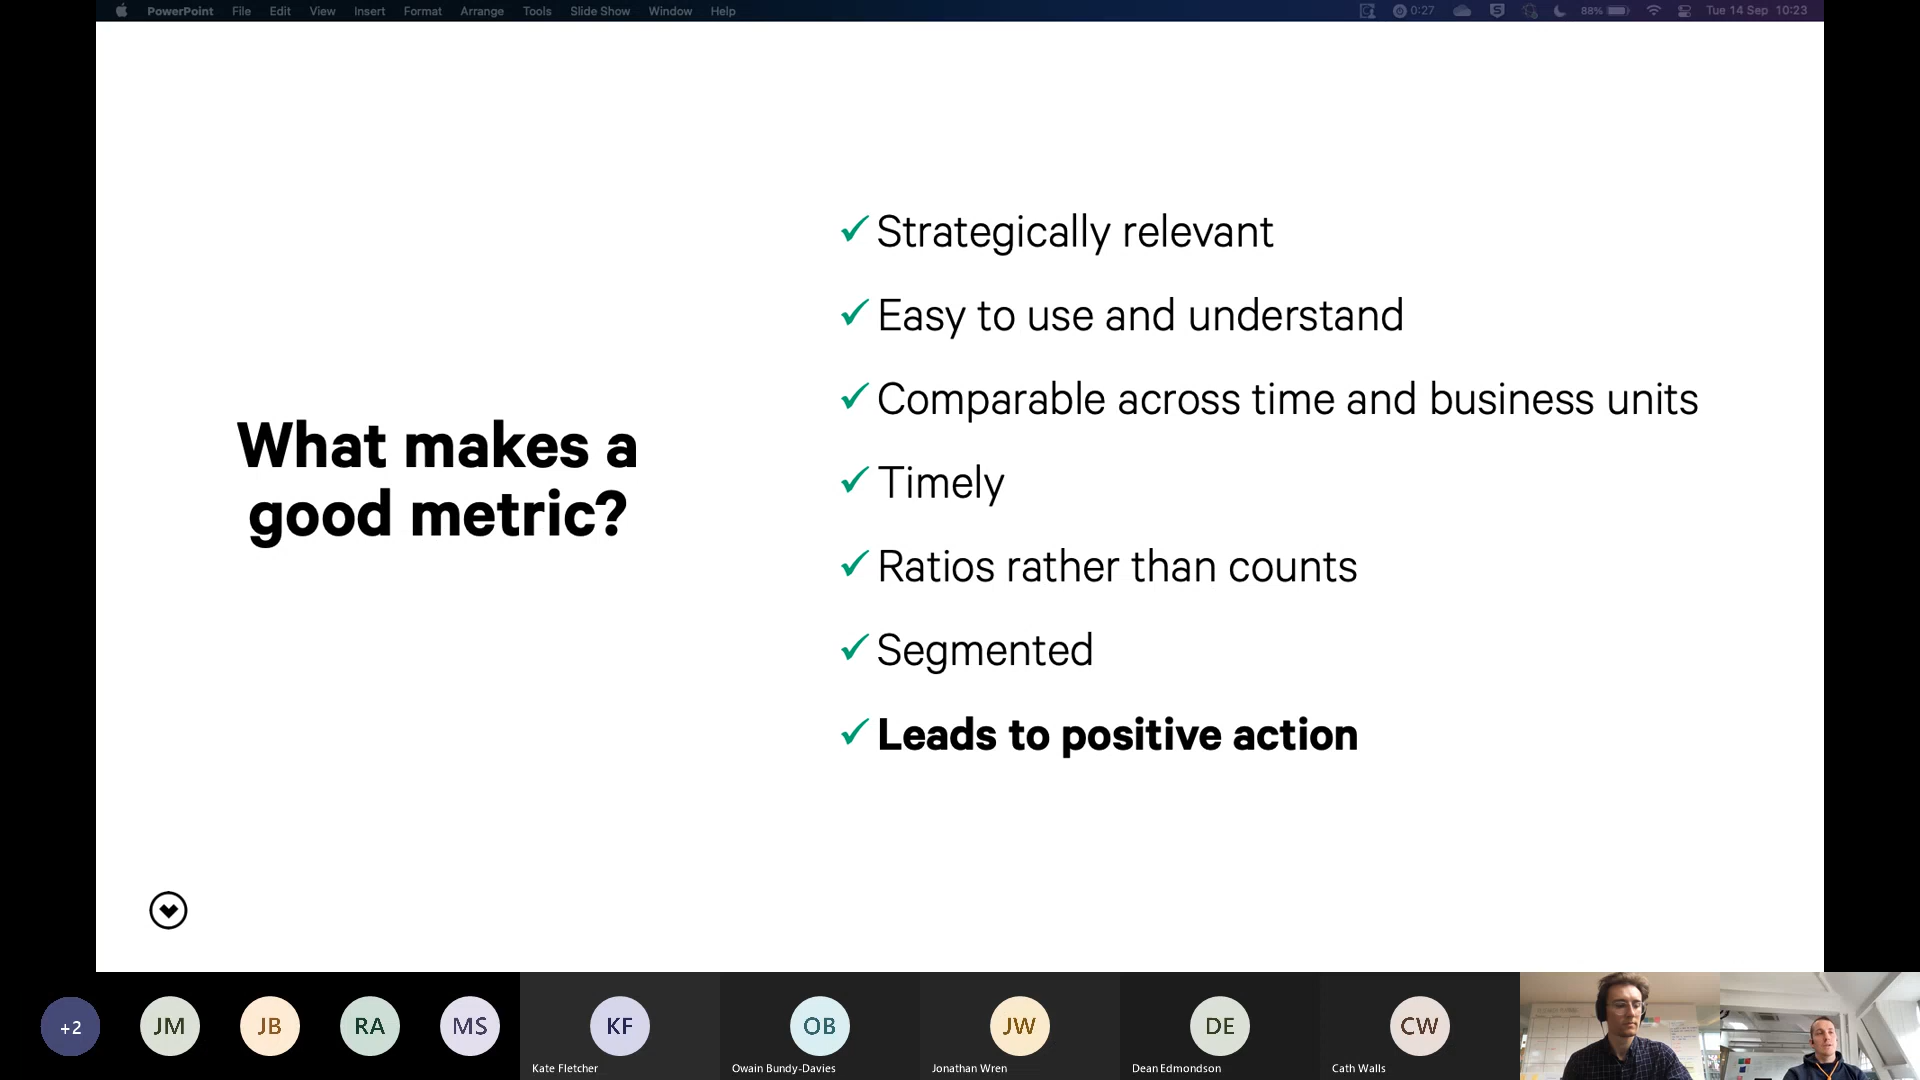 PowerPoint File Edit View Insert Format Arrange Tools Slide Show Window Help 0:27 88% Tue 14 Sep 10:23
What makes a
good metric?
Strategically relevant
Easy to use and understand
Comparable across time and business units
Timely
Ratios rather than counts
Segmented
Leads to positive action
+2 JM JB RA MS KF OB JW DE CW
Kate Fletcher Owain Bundy-Davies Jonathan Wren Dean Edmondson Cath Walls